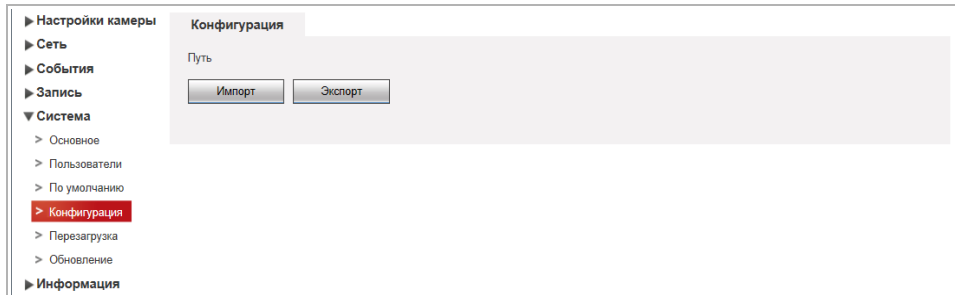 Настройки камеры
Сеть
События
Запись
Система
> Основное
> Пользователи
> По умолчанию
> Конфигурация
> Перезагрузка
> Обновление
Информация
Конфигурация
Путь
Импорт Экспорт